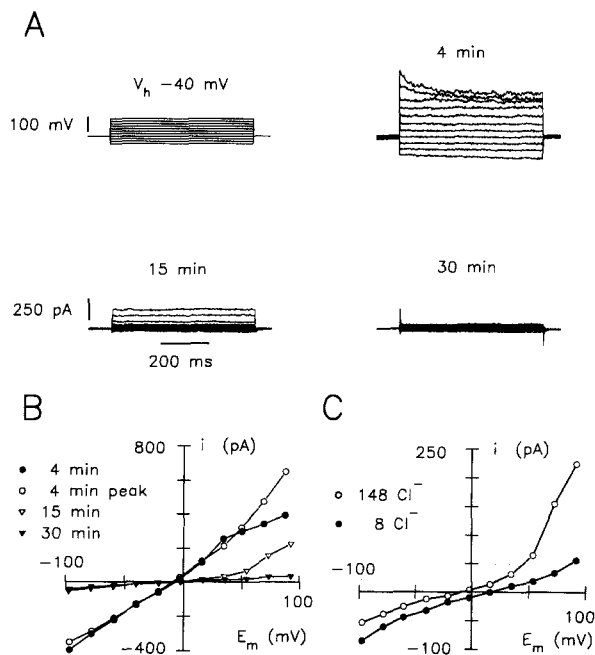 A
V_h −40 mV
4 min
100 mV
15 min
30 min
250 pA
200 ms
B
800
i (pA)
● 4 min
○ 4 min peak
▽ 15 min
▼ 30 min
−100
100
E_m (mV)
−400
C
250
i (pA)
○ 148 Cl⁻
● 8 Cl⁻
−100
100
E_m (mV)
−100